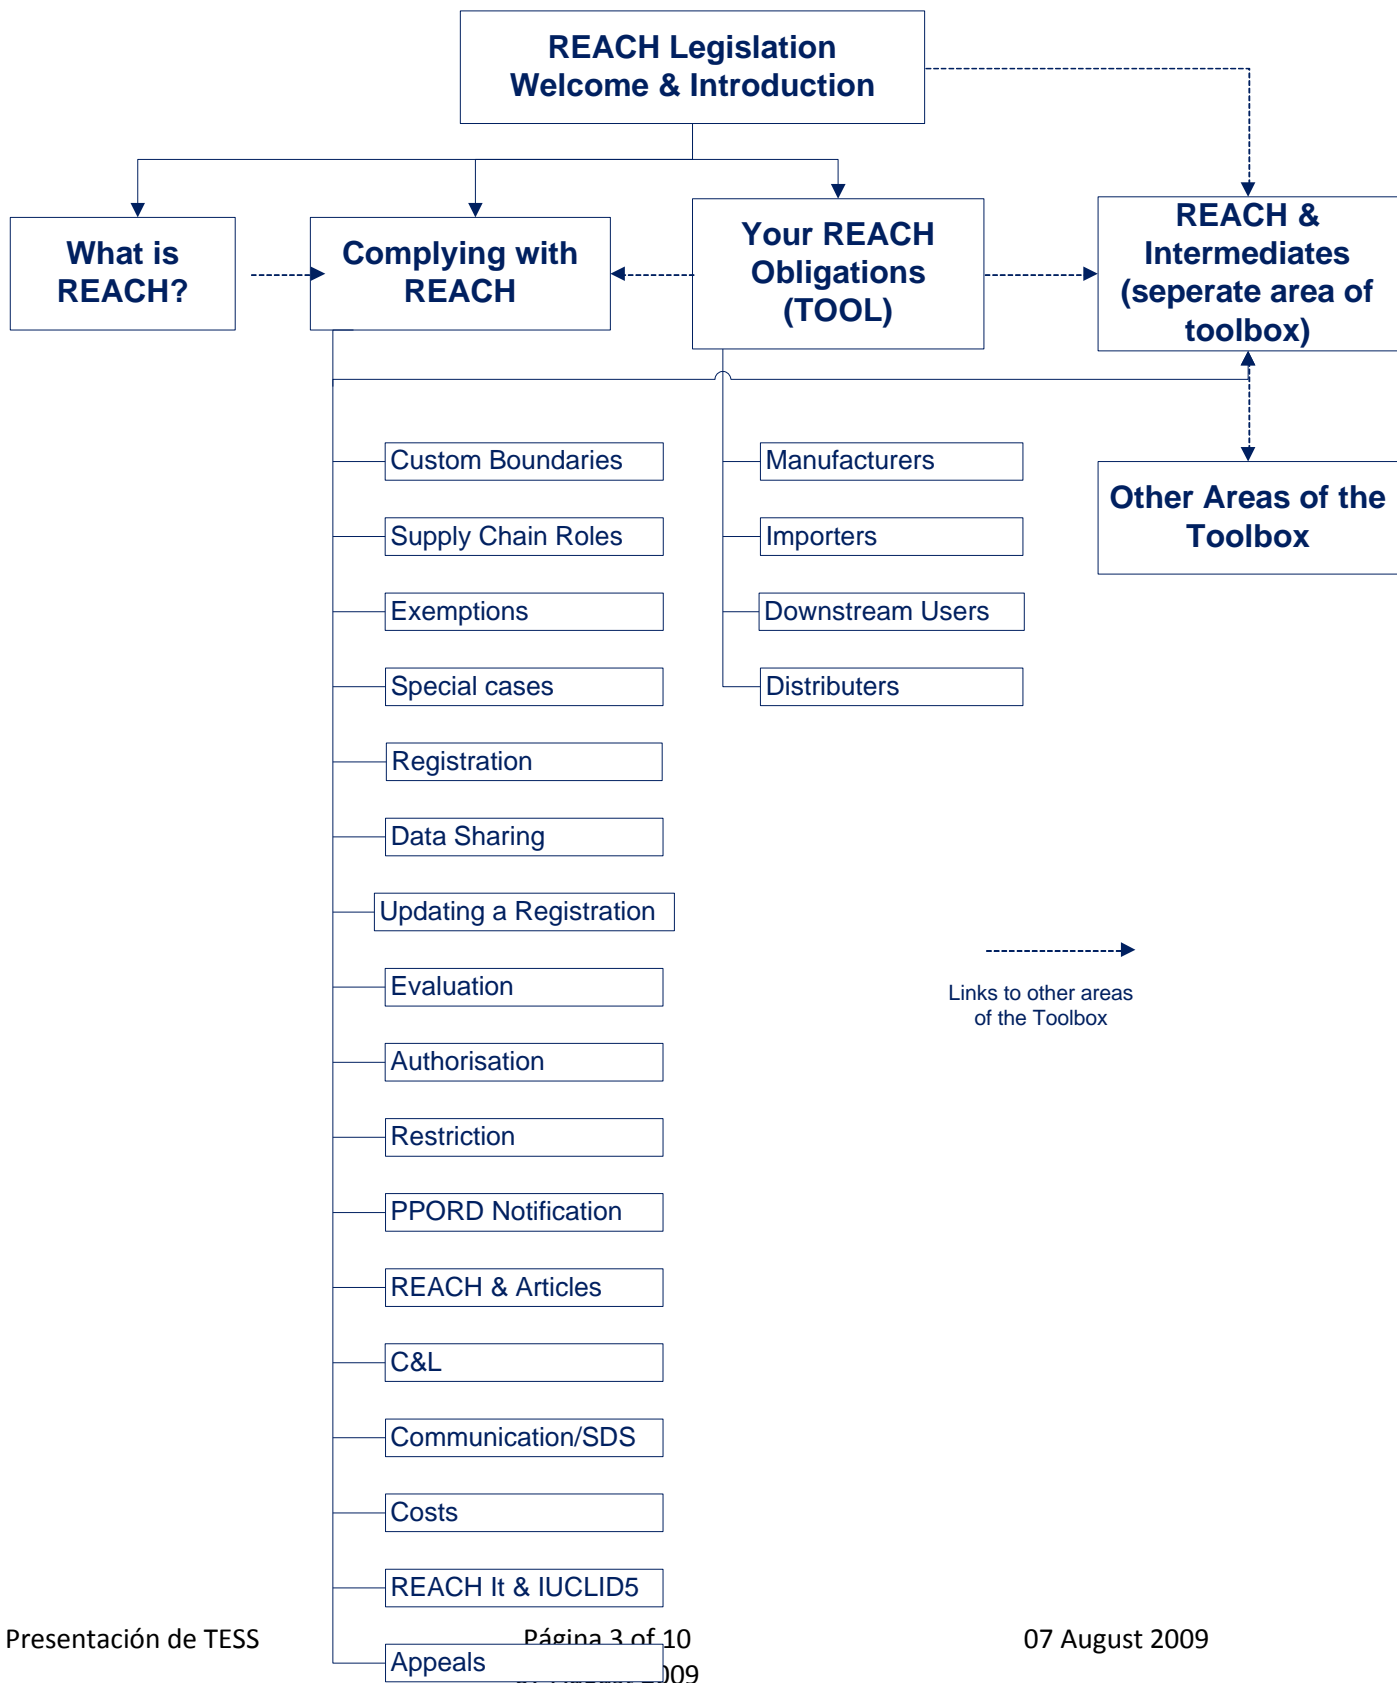 REACH Legislation
Welcome & Introduction
What is
REACH?
Complying with
REACH
Your REACH
Obligations
(TOOL)
REACH &
Intermediates
(seperate area of
toolbox)
Other Areas of the
Toolbox
Custom Boundaries
Supply Chain Roles
Exemptions
Special cases
Registration
Data Sharing
Updating a Registration
Evaluation
Authorisation
Restriction
PPORD Notification
REACH & Articles
C&L
Communication/SDS
Costs
REACH It & IUCLID5
Appeals
Manufacturers
Importers
Downstream Users
Distributers
Links to other areas
of the Toolbox
Presentación de TESS
Página 3 of 10
07 August 2009